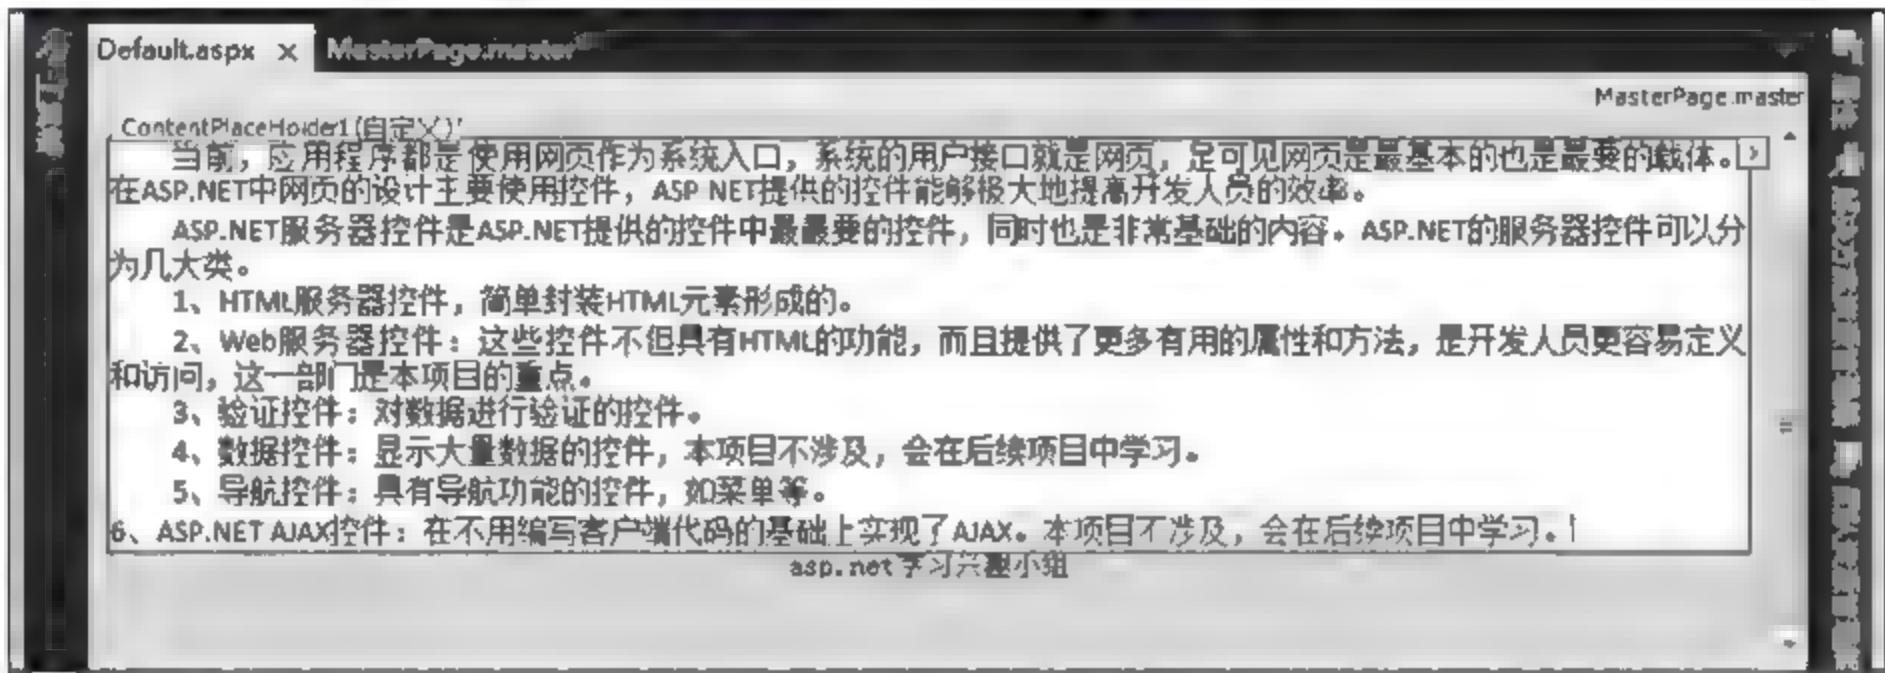 Default.aspx × MasterPage.master
MasterPage.master
ContentPlaceHolder1(自定义)
当前，应用程序都是使用网页作为系统入口，系统的用户接口就是网页，足可见网页是最基本的也是最要的载体。
在ASP.NET中网页的设计主要使用控件，ASP.NET提供的控件能够极大地提高开发人员的效率。
ASP.NET服务器控件是ASP.NET提供的控件中最最要的控件，同时也是非常基础的内容。ASP.NET的服务器控件可以分
为几大类。
1、HTML服务器控件，简单封装HTML元素形成的。
2、Web服务器控件：这些控件不但具有HTML的功能，而且提供了更多有用的属性和方法，是开发人员更容易定义
和访问，这一部门是本项目的重点。
3、验证控件：对数据进行验证的控件。
4、数据控件：显示大量数据的控件，本项目不涉及，会在后续项目中学习。
5、导航控件：具有导航功能的控件，如菜单等。
6、ASP.NET AJAX控件：在不用编写客户端代码的基础上实现了AJAX。本项目不涉及，会在后续项目中学习。
asp.net 学习兴趣小组